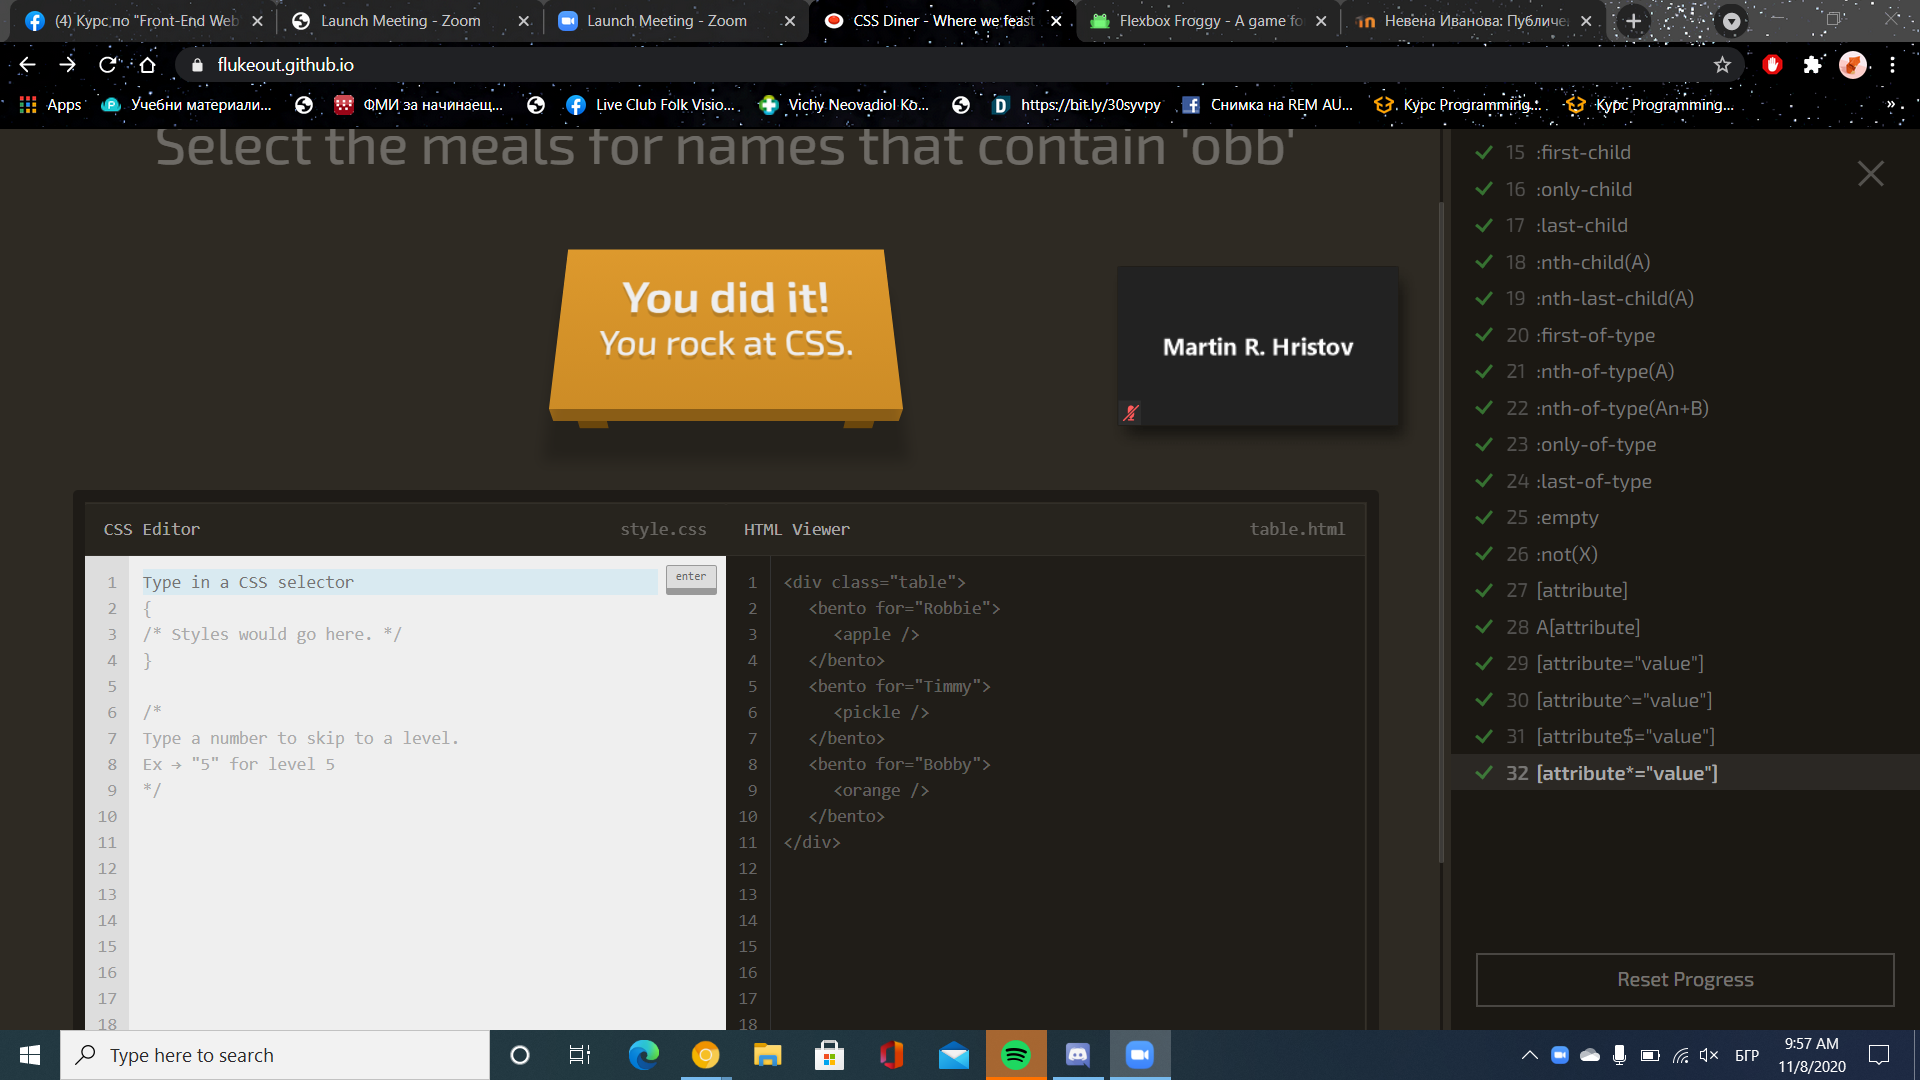 (4) Курс по "Front-End Web
Launch Meeting - Zoom
Launch Meeting - Zoom
CSS Diner - Where we feast
Flexbox Froggy - A game fo
Невена Иванова: Публиче
flukeout.github.io
Apps
Учебни материали...
ФМИ за начинаещ...
Live Club Folk Visio...
Vichy Neovadiol Ko...
https://bit.ly/30syvpy
Снимка на REM AU...
Курс Programming...
Курс Programming...
»
Select the meals for names that contain 'obb'
You did it!
You rock at CSS.
Martin R. Hristov
CSS Editor
style.css
HTML Viewer
table.html
1 Type in a CSS selector
enter
2 {
3 /* Styles would go here. */
4 }
5
6 /*
7 Type a number to skip to a level.
8 Ex → "5" for level 5
9 */
10
11
12
13
14
15
16
17
18
1 <div class="table">
2 <bento for="Robbie">
3 <apple />
4 </bento>
5 <bento for="Timmy">
6 <pickle />
7 </bento>
8 <bento for="Bobby">
9 <orange />
10 </bento>
11 </div>
12
13
14
15
16
17
18
15 :first-child
16 :only-child
17 :last-child
18 :nth-child(A)
19 :nth-last-child(A)
20 :first-of-type
21 :nth-of-type(A)
22 :nth-of-type(An+B)
23 :only-of-type
24 :last-of-type
25 :empty
26 :not(X)
27 [attribute]
28 A[attribute]
29 [attribute="value"]
30 [attribute^="value"]
31 [attribute$="value"]
32 [attribute*="value"]
Reset Progress
Type here to search
БГР
9:57 AM
11/8/2020